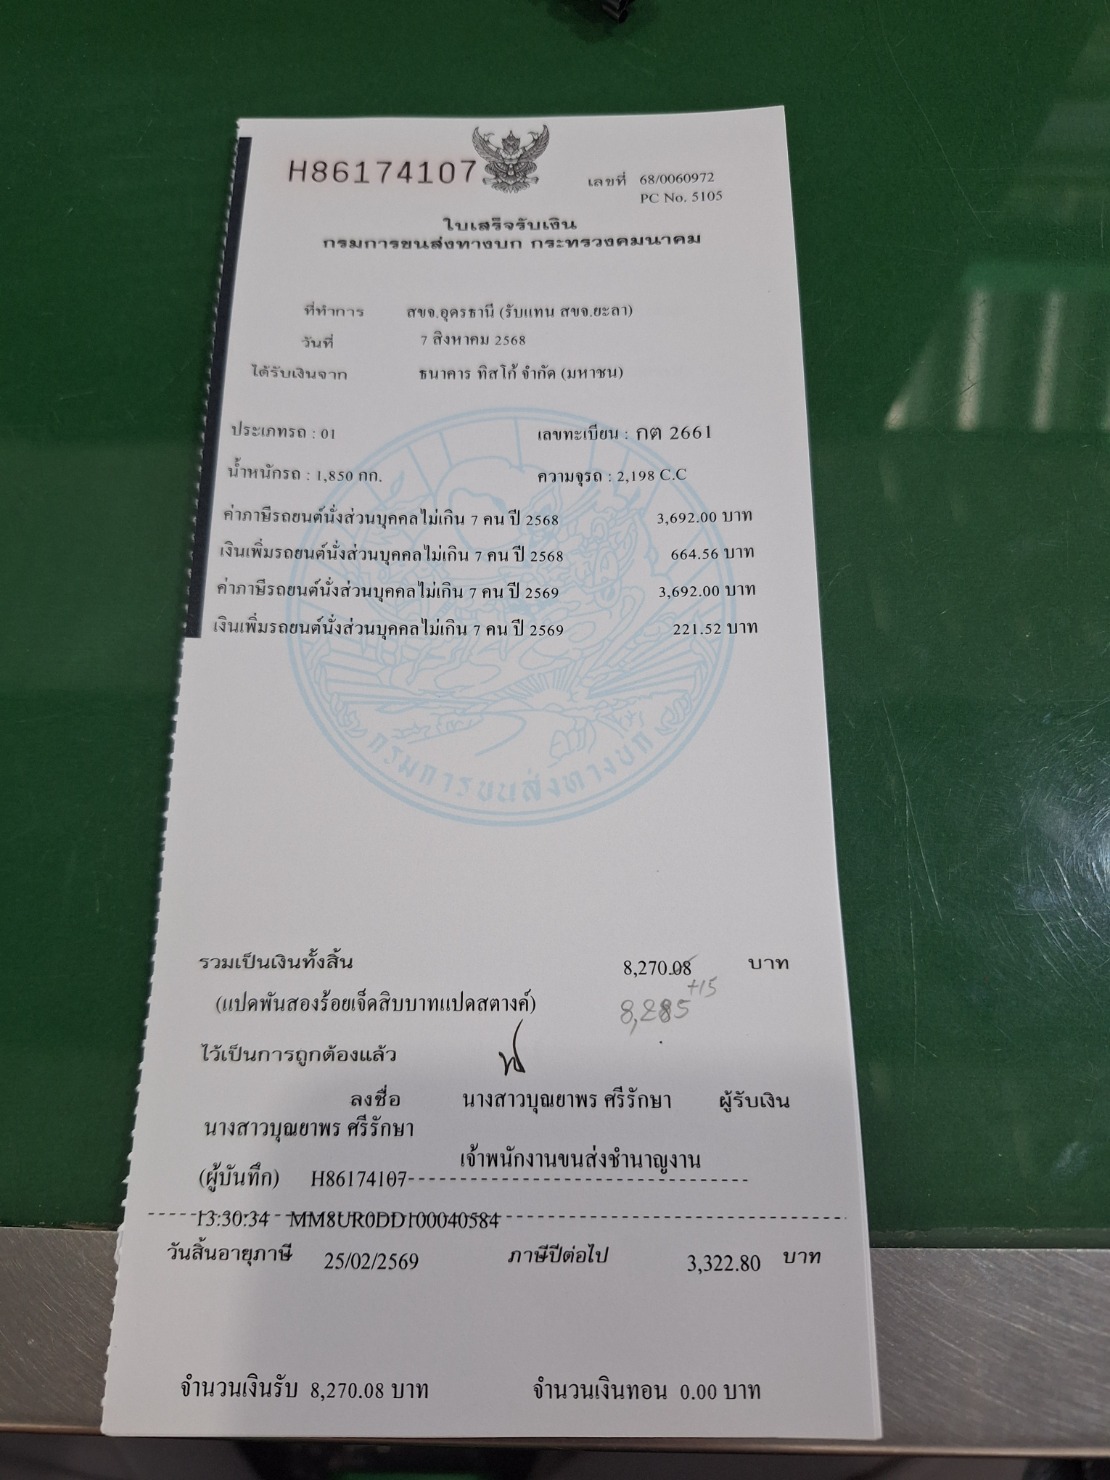 H86174107
เลขที่ 68/0060972
PC No. 5105
ใบเสร็จรับเงิน
กรมการขนส่งทางบก กระทรวงคมนาคม
ที่ทำการ สขจ.อุดรธานี (รับแทน สขจ.ยะลา)
วันที่ 7 สิงหาคม 2568
ได้รับเงินจาก ธนาคาร ทิสโก้ จำกัด (มหาชน)
ประเภทรถ : 01 เลขทะเบียน : กต 2661
น้ำหนักรถ : 1,850 กก. ความจุรถ : 2,198 C.C
ค่าภาษีรถยนต์นั่งส่วนบุคคลไม่เกิน 7 คน ปี 2568 3,692.00 บาท
เงินเพิ่มรถยนต์นั่งส่วนบุคคลไม่เกิน 7 คน ปี 2568 664.56 บาท
ค่าภาษีรถยนต์นั่งส่วนบุคคลไม่เกิน 7 คน ปี 2569 3,692.00 บาท
เงินเพิ่มรถยนต์นั่งส่วนบุคคลไม่เกิน 7 คน ปี 2569 221.52 บาท
กรมการขนส่งทางบก
รวมเป็นเงินทั้งสิ้น 8,270.08 บาท
+15
(แปดพันสองร้อยเจ็ดสิบบาทแปดสตางค์) 8,285
ไว้เป็นการถูกต้องแล้ว
ลงชื่อ นางสาวบุณยาพร ศรีรักษา ผู้รับเงิน
นางสาวบุณยาพร ศรีรักษา
เจ้าพนักงานขนส่งชำนาญงาน
(ผู้บันทึก) H86174107
13:30:34 MM8UR0DD100040584
วันสิ้นอายุภาษี 25/02/2569 ภาษีปีต่อไป 3,322.80 บาท
จำนวนเงินรับ 8,270.08 บาท จำนวนเงินทอน 0.00 บาท